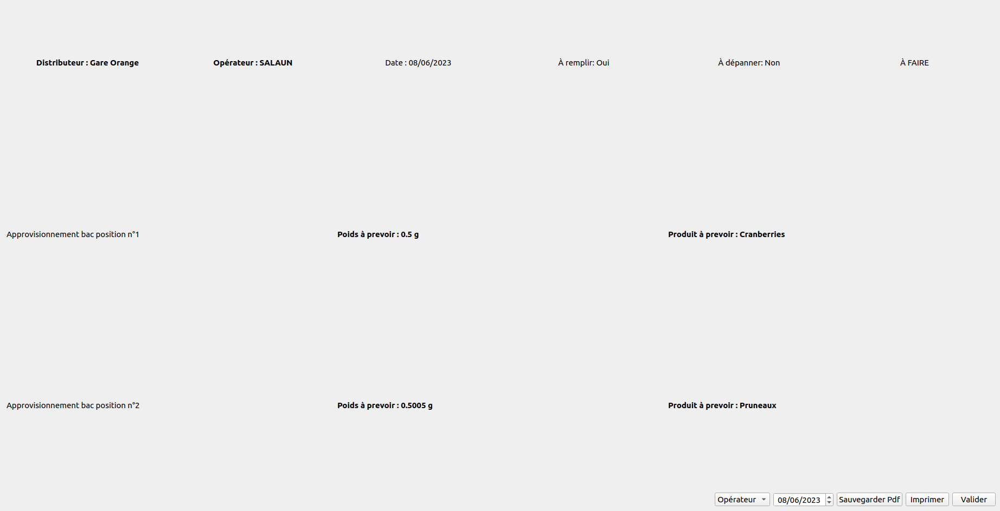 Distributeur : Gare Orange Opérateur : SALAUN Date : 08/06/2023 À remplir: Oui À dépanner: Non À FAIRE
Approvisionnement bac position n°1 Poids à prevoir : 0.5 g Produit à prevoir : Cranberries
Approvisionnement bac position n°2 Poids à prevoir : 0.5005 g Produit à prevoir : Pruneaux
Opérateur 08/06/2023 Sauvegarder Pdf Imprimer Valider